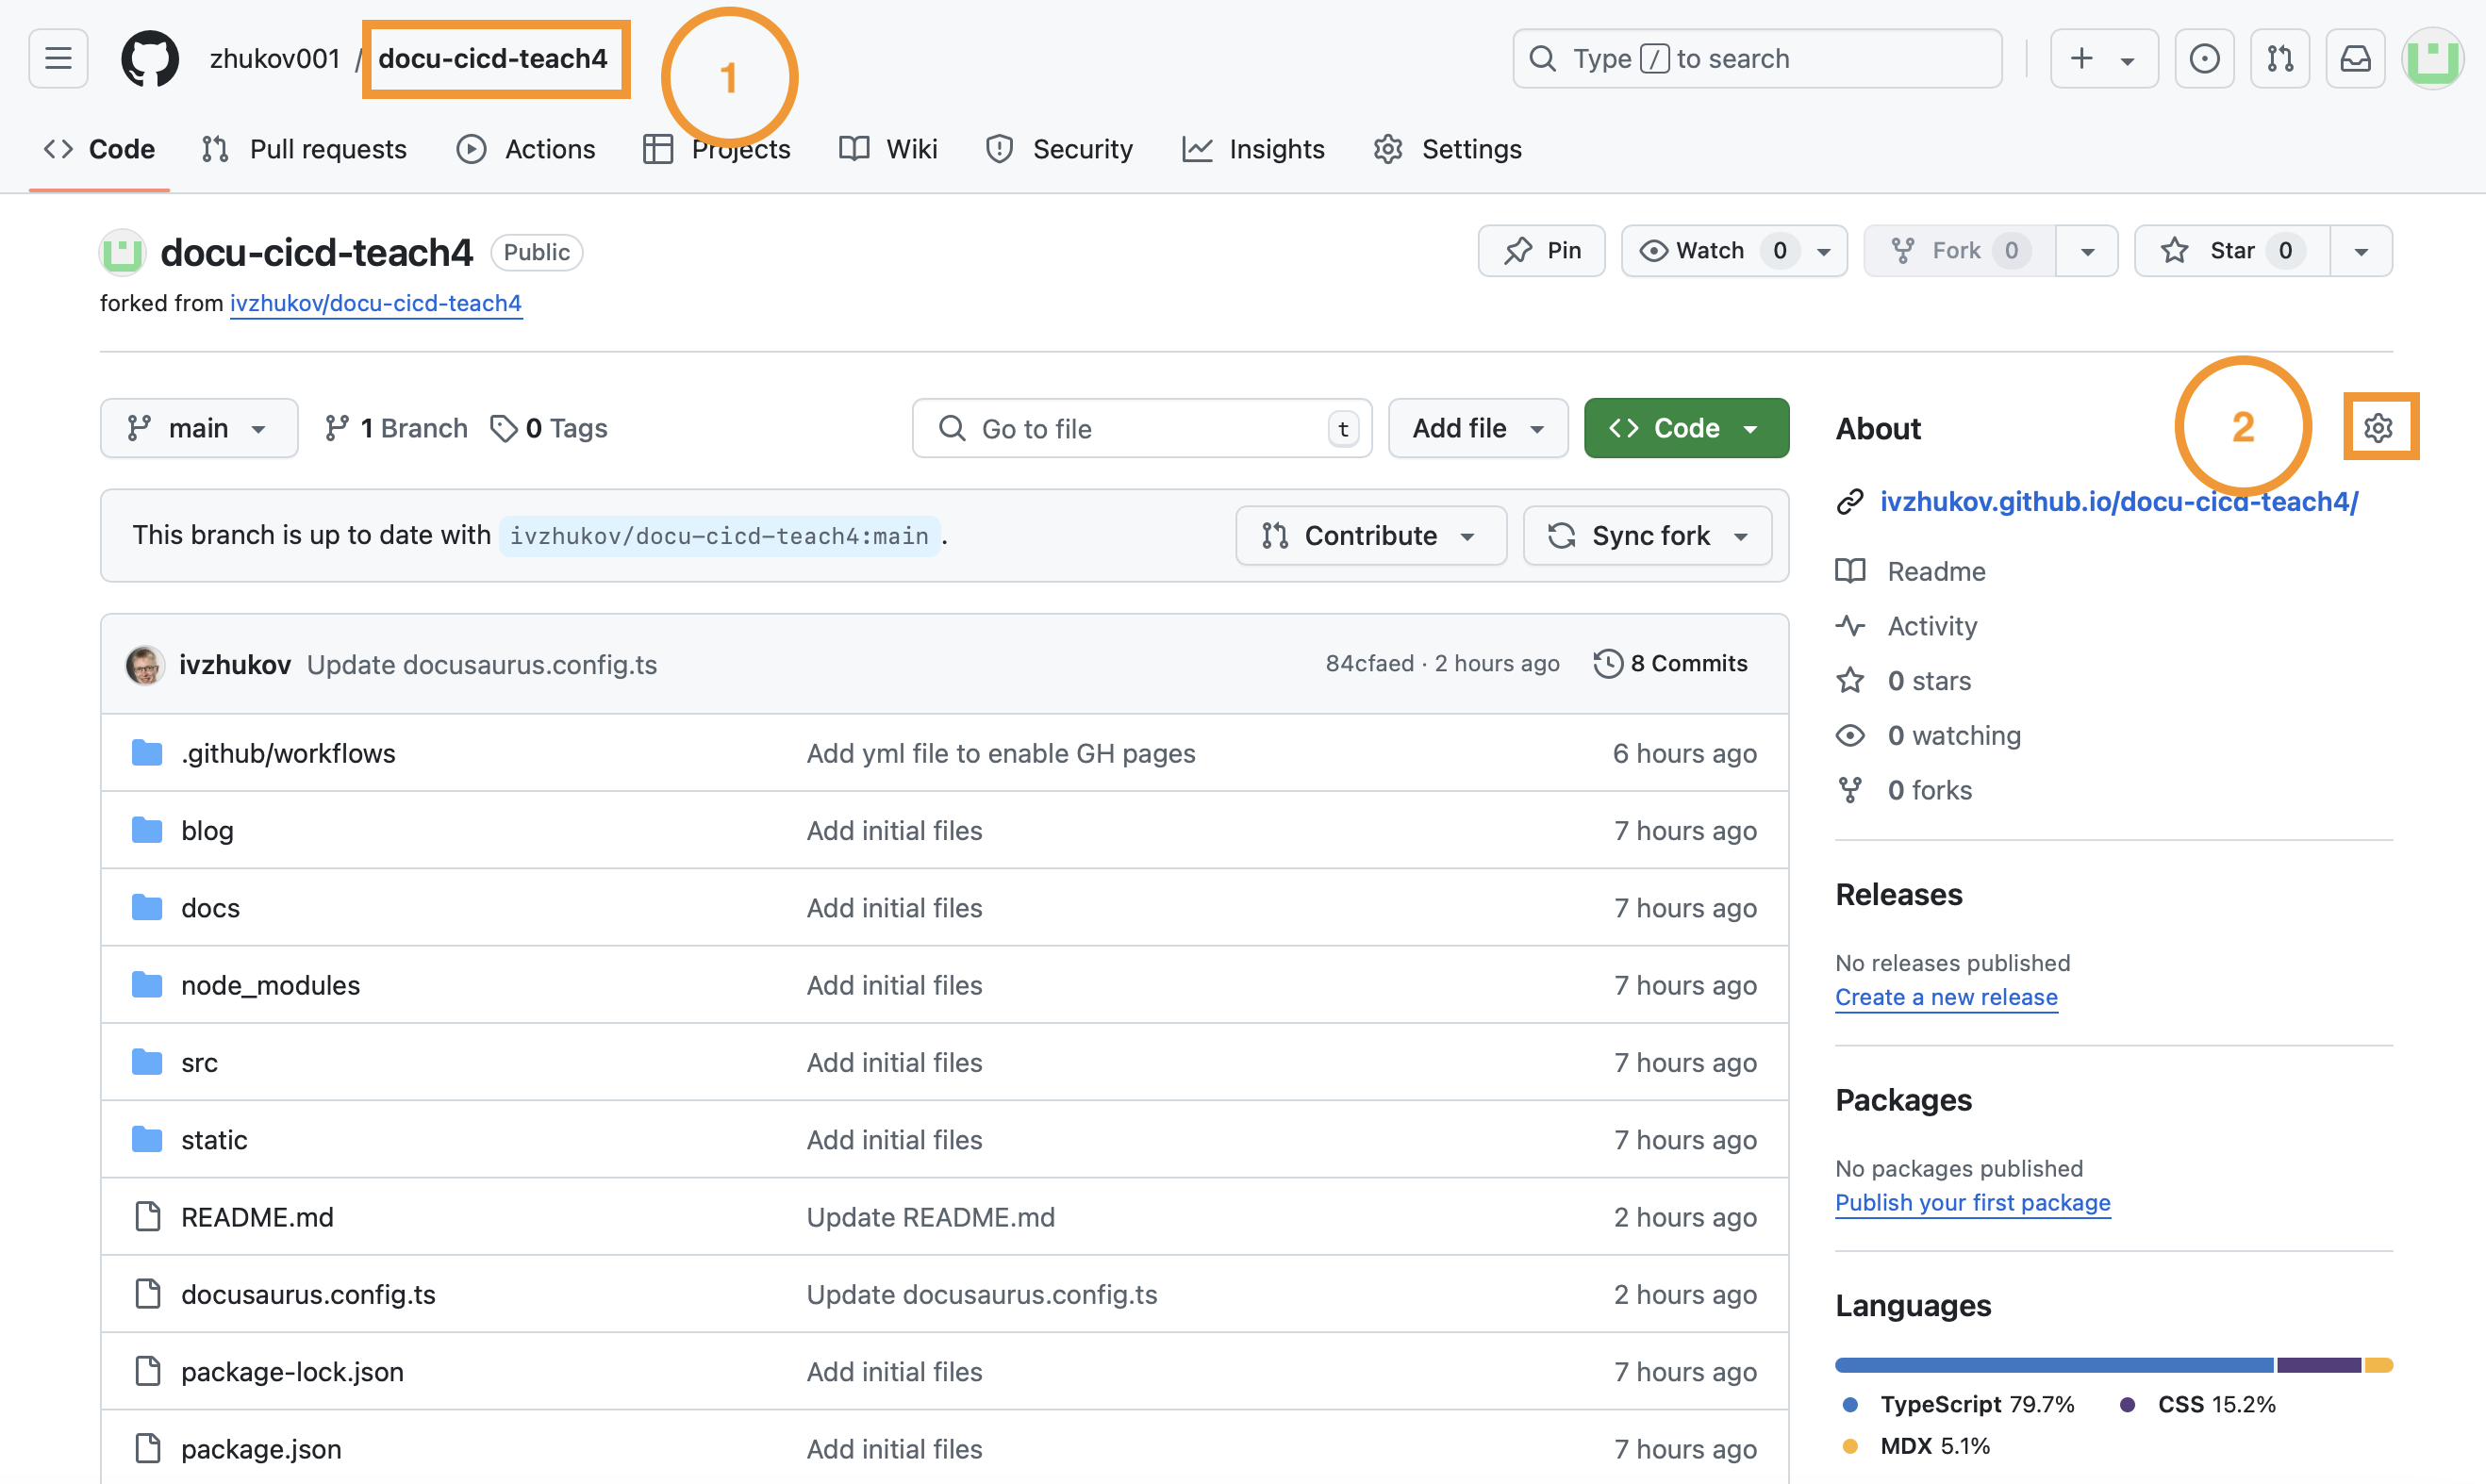 zhukov001 / docu-cicd-teach4
1
Type / to search
Code Pull requests Actions Projects Wiki Security Insights Settings
docu-cicd-teach4 Public
Pin Watch 0 Fork 0 Star 0
forked from ivzhukov/docu-cicd-teach4
main 1 Branch 0 Tags
Go to file t Add file Code
This branch is up to date with ivzhukov/docu-cicd-teach4:main .
Contribute Sync fork
ivzhukov Update docusaurus.config.ts 84cfaed · 2 hours ago 8 Commits
.github/workflows Add yml file to enable GH pages 6 hours ago
blog Add initial files 7 hours ago
docs Add initial files 7 hours ago
node_modules Add initial files 7 hours ago
src Add initial files 7 hours ago
static Add initial files 7 hours ago
README.md Update README.md 2 hours ago
docusaurus.config.ts Update docusaurus.config.ts 2 hours ago
package-lock.json Add initial files 7 hours ago
package.json Add initial files 7 hours ago
About
2
ivzhukov.github.io/docu-cicd-teach4/
Readme
Activity
0 stars
0 watching
0 forks
Releases
No releases published
Create a new release
Packages
No packages published
Publish your first package
Languages
TypeScript 79.7% CSS 15.2%
MDX 5.1%